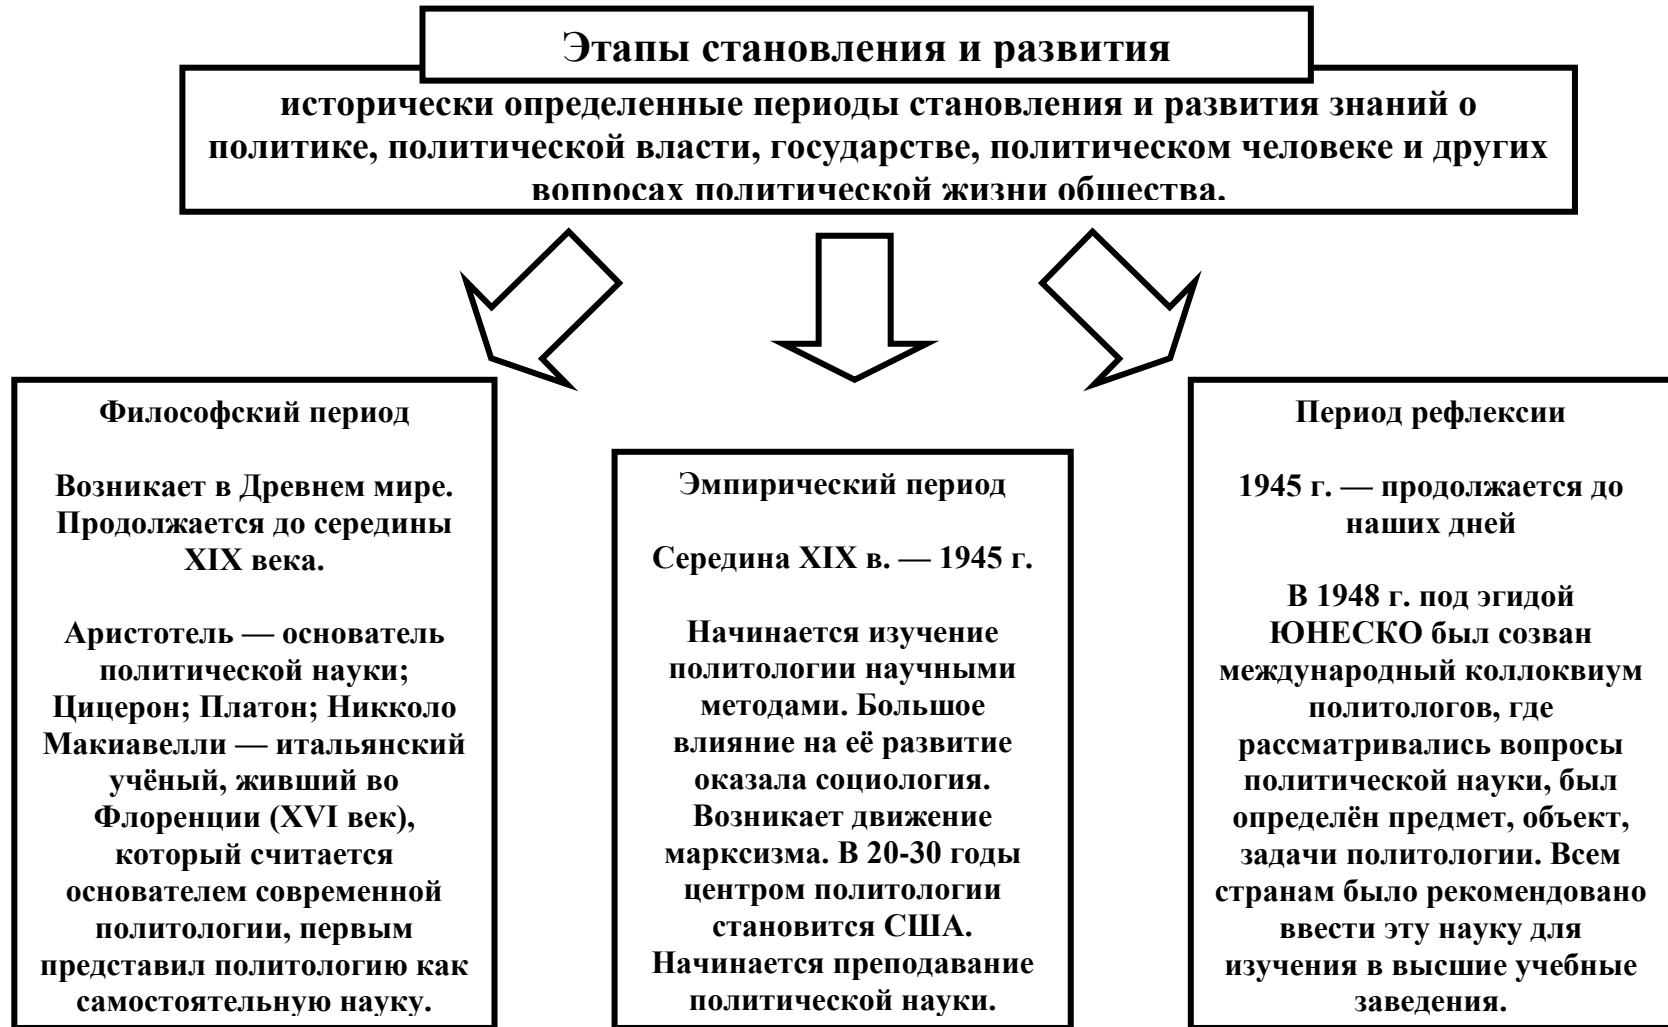 Этапы становления и развития
исторически определенные периоды становления и развития знаний о
политике, политической власти, государстве, политическом человеке и других
вопросах политической жизни общества.
Философский период
Возникает в Древнем мире.
Продолжается до середины
XIX века.
Аристотель — основатель
политической науки;
Цицерон; Платон; Никколо
Макиавелли — итальянский
учёный, живший во
Флоренции (XVI век),
который считается
основателем современной
политологии, первым
представил политологию как
самостоятельную науку.
Эмпирический период
Середина XIX в. — 1945 г.
Начинается изучение
политологии научными
методами. Большое
влияние на её развитие
оказала социология.
Возникает движение
марксизма. В 20-30 годы
центром политологии
становится США.
Начинается преподавание
политической науки.
Период рефлексии
1945 г. — продолжается до
наших дней
В 1948 г. под эгидой
ЮНЕСКО был созван
международный коллоквиум
политологов, где
рассматривались вопросы
политической науки, был
определён предмет, объект,
задачи политологии. Всем
странам было рекомендовано
ввести эту науку для
изучения в высшие учебные
заведения.